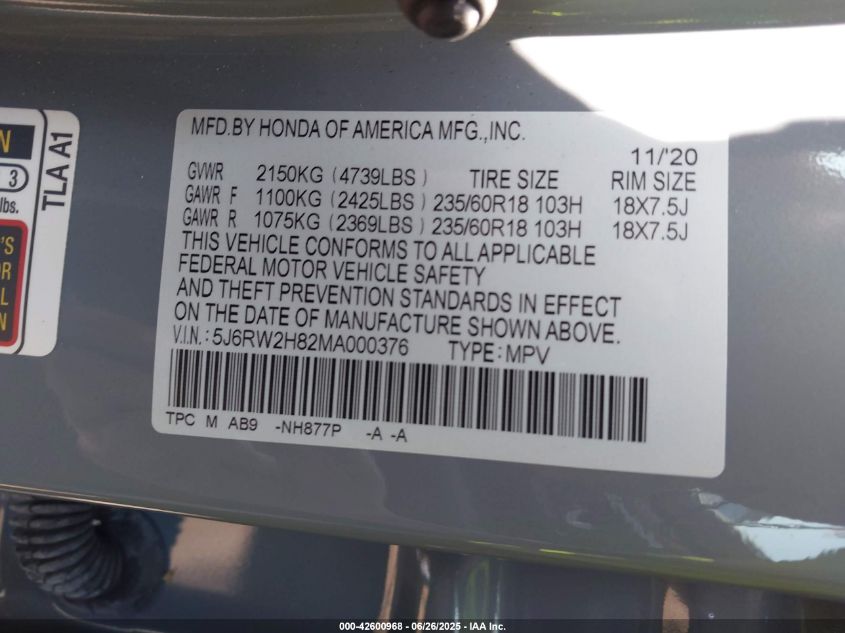 N
3
lbs.
'S
OR
L
N
TLA A1
MFD.BY HONDA OF AMERICA MFG.,INC.
11/'20
GVWR 2150KG (4739LBS) TIRE SIZE RIM SIZE
GAWR F 1100KG (2425LBS) 235/60R18 103H 18X7.5J
GAWR R 1075KG (2369LBS) 235/60R18 103H 18X7.5J
THIS VEHICLE CONFORMS TO ALL APPLICABLE
FEDERAL MOTOR VEHICLE SAFETY
AND THEFT PREVENTION STANDARDS IN EFFECT
ON THE DATE OF MANUFACTURE SHOWN ABOVE.
V.I.N.: 5J6RW2H82MA000376 TYPE: MPV
TPC M AB9 -NH877P -A -A
000-42600968 - 06/26/2025 - IAA Inc.